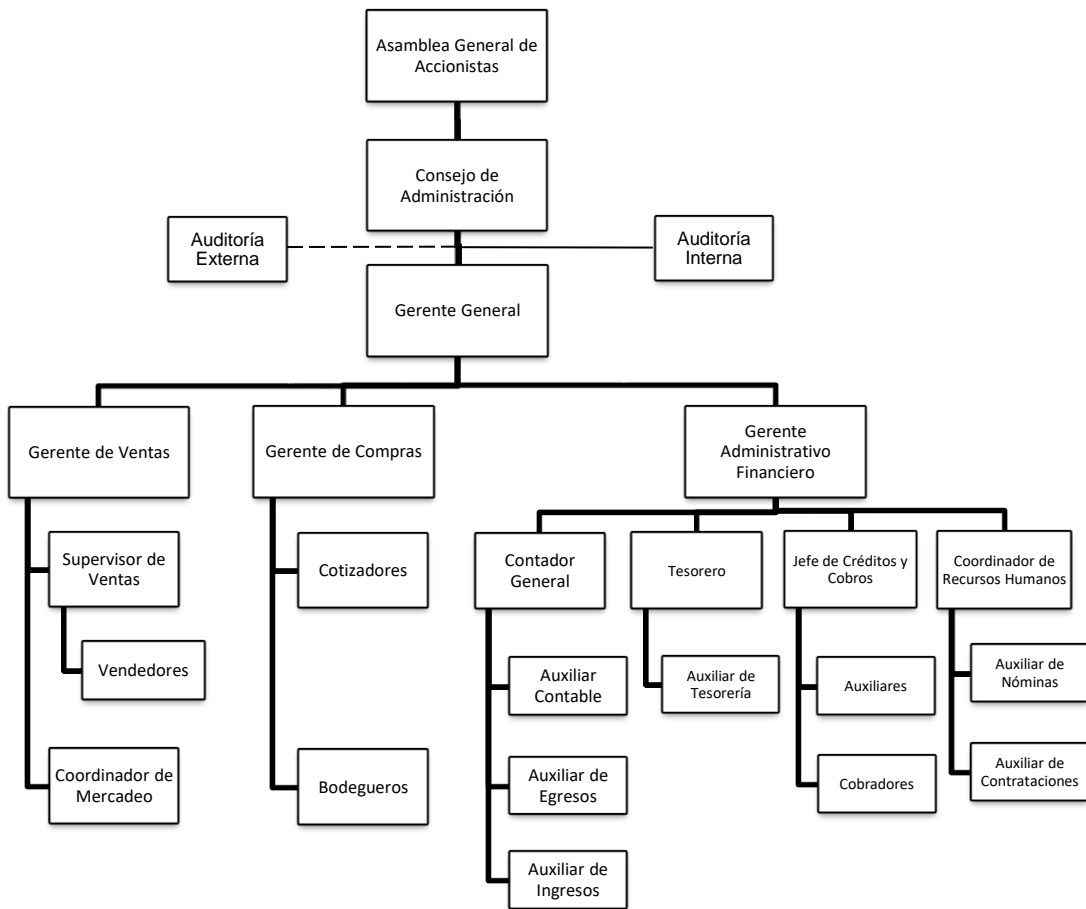 Asamblea General de
Accionistas
Consejo de
Administración
Auditoría
Externa
Auditoría
Interna
Gerente General
Gerente de Ventas
Gerente de Compras
Gerente
Administrativo
Financiero
Supervisor de
Ventas
Cotizadores
Contador
General
Tesorero
Jefe de Créditos y
Cobros
Coordinador de
Recursos Humanos
Vendedores
Auxiliar
Contable
Auxiliar de
Tesorería
Auxiliares
Auxiliar de
Nóminas
Coordinador de
Mercadeo
Bodegueros
Auxiliar de
Egresos
Cobradores
Auxiliar de
Contrataciones
Auxiliar de
Ingresos